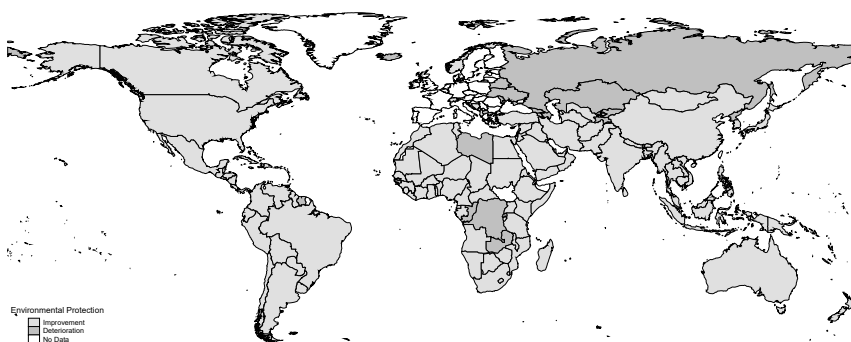 Environmental Protection
Improvement
Deterioration
No Data